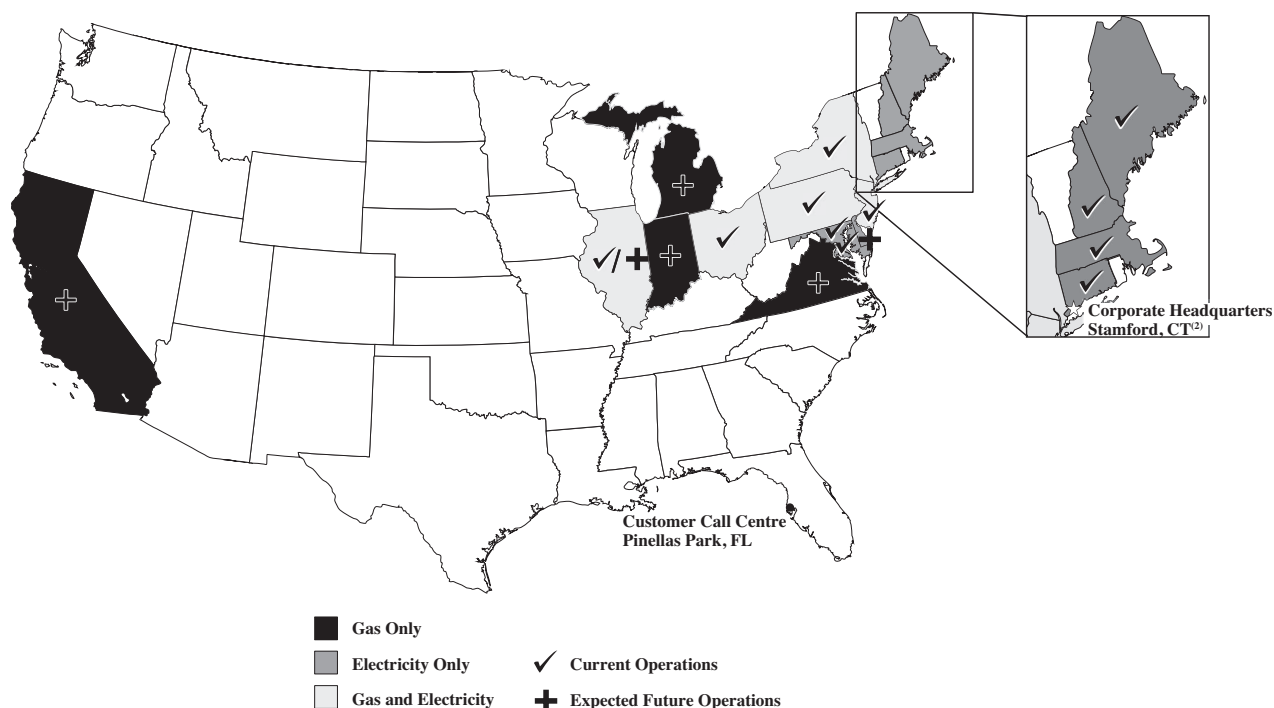 Corporate Headquarters
Stamford, CT(2)
Customer Call Centre
Pinellas Park, FL
Gas Only
Electricity Only
Current Operations
Gas and Electricity
Expected Future Operations